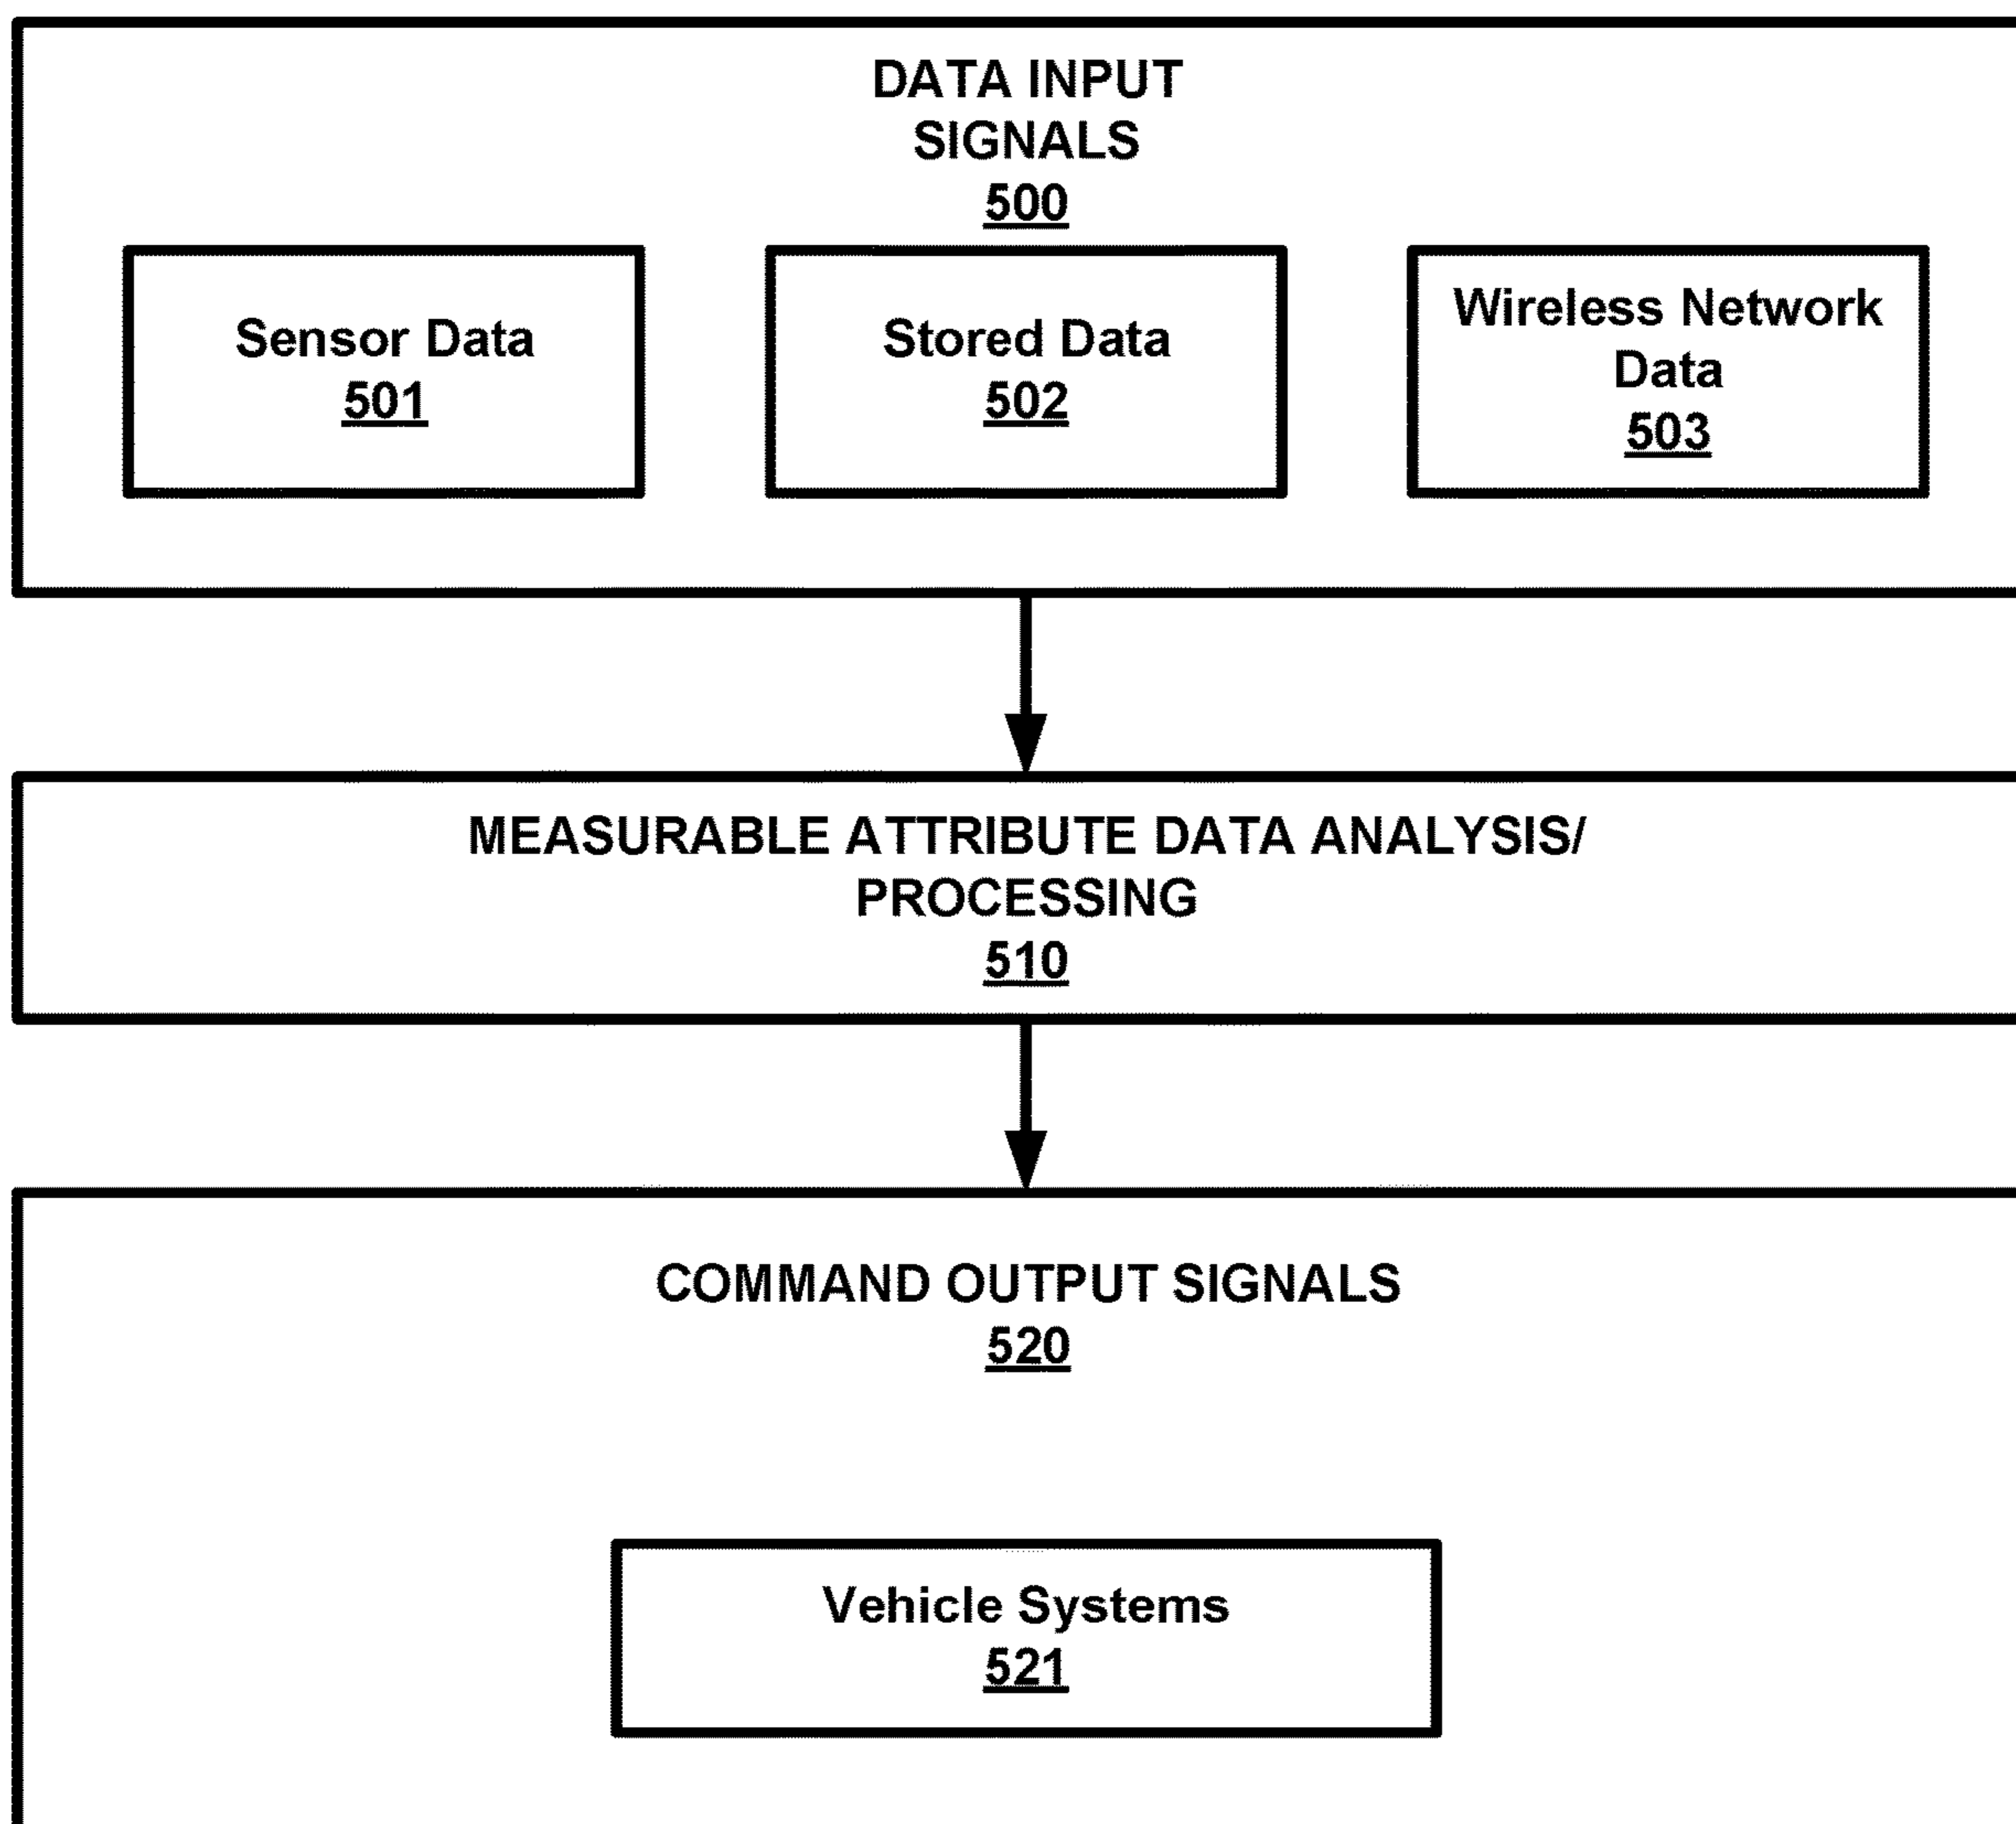 DATA INPUT
SIGNALS
500
Sensor Data
501
Stored Data
502
Wireless Network
Data
503
MEASURABLE ATTRIBUTE DATA ANALYSIS/
PROCESSING
510
COMMAND OUTPUT SIGNALS
520
Vehicle Systems
521